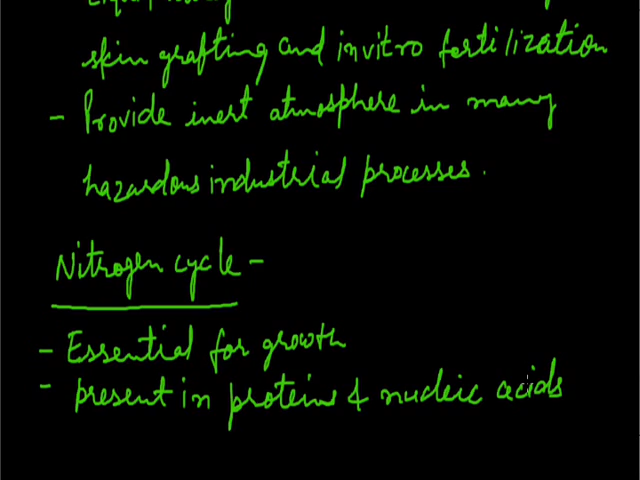 skin grafting and invitro fertilization
- Provide inert atmosphere in many
hazardous industrial processes.
Nitrogen cycle -
- Essential for growth
- present in proteins & nucleic acids